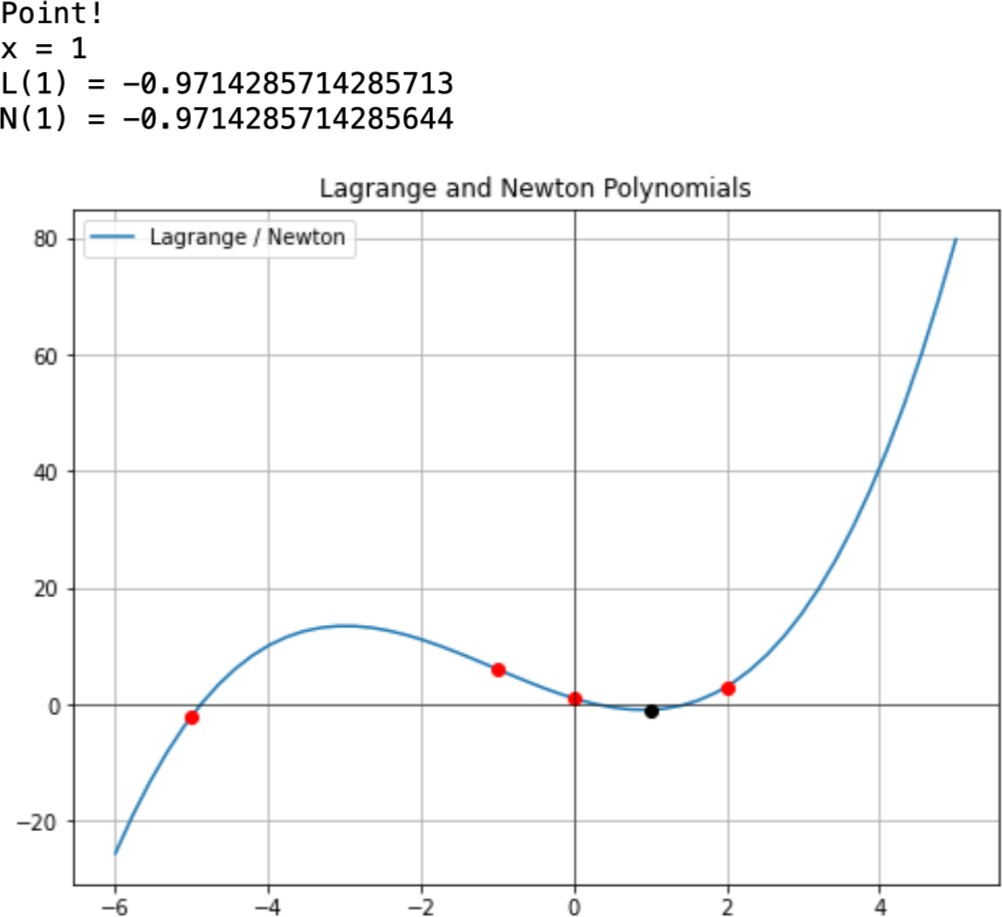 Point!
x = 1
L(1) = −0.9714285714285713
N(1) = −0.9714285714285644
Lagrange and Newton Polynomials
Lagrange / Newton
80
60
40
20
0
−20
−6 −4 −2 0 2 4